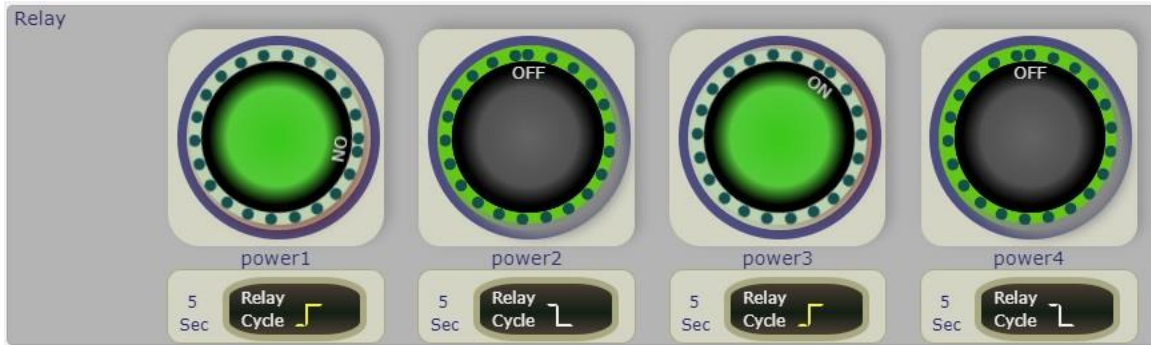 Relay
ON
OFF
ON
OFF
power1
power2
power3
power4
5 Sec
Relay Cycle
5 Sec
Relay Cycle
5 Sec
Relay Cycle
5 Sec
Relay Cycle